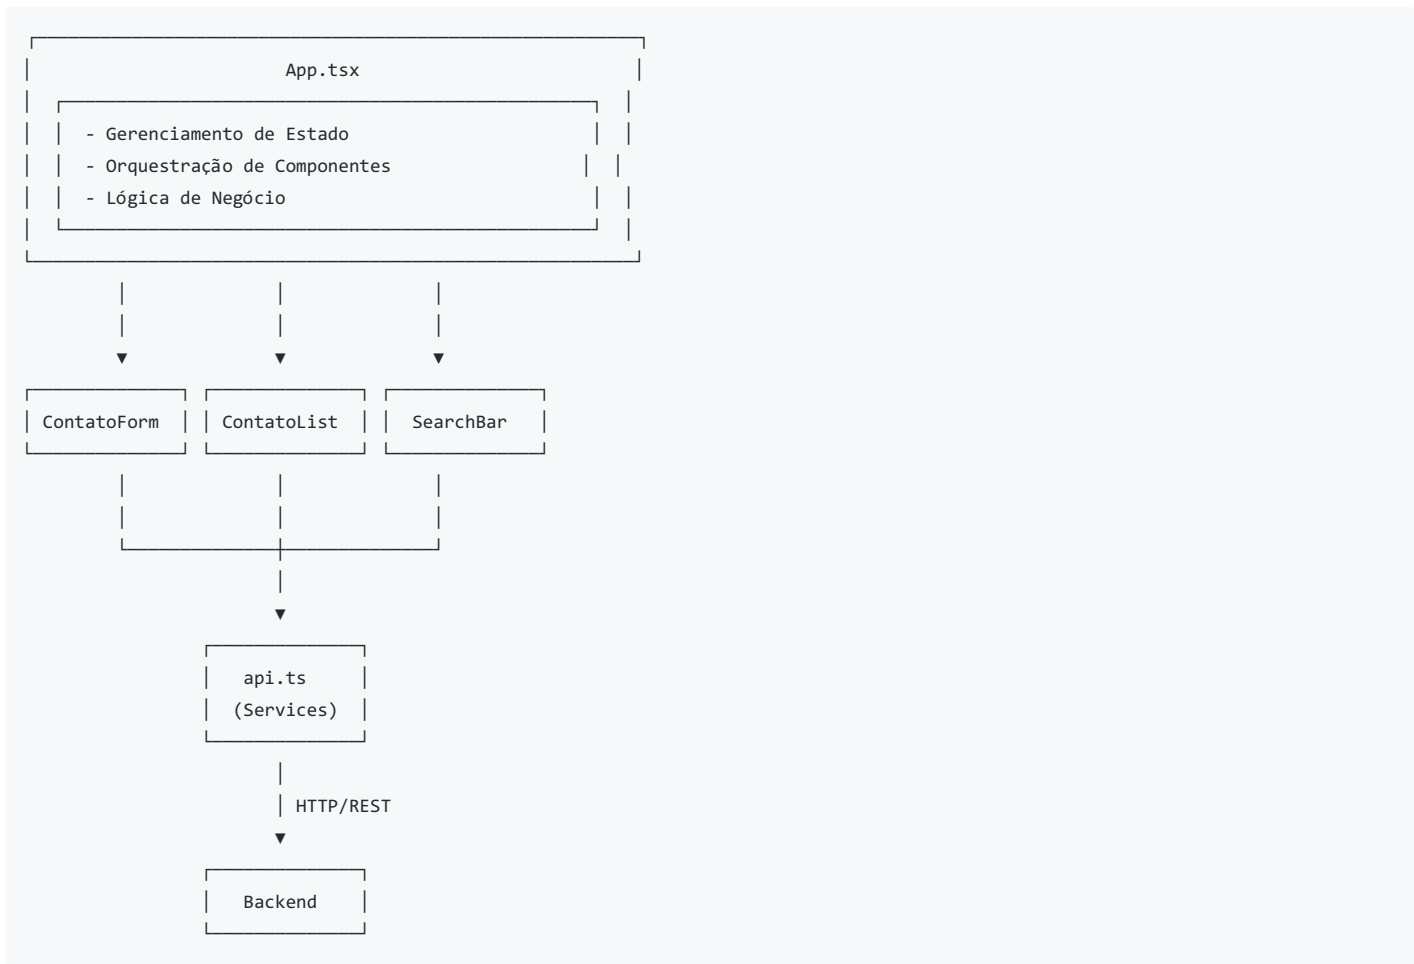 App.tsx
- Gerenciamento de Estado
- Orquestração de Componentes
- Lógica de Negócio
ContatoForm ContatoList SearchBar
api.ts
(Services)
HTTP/REST
Backend